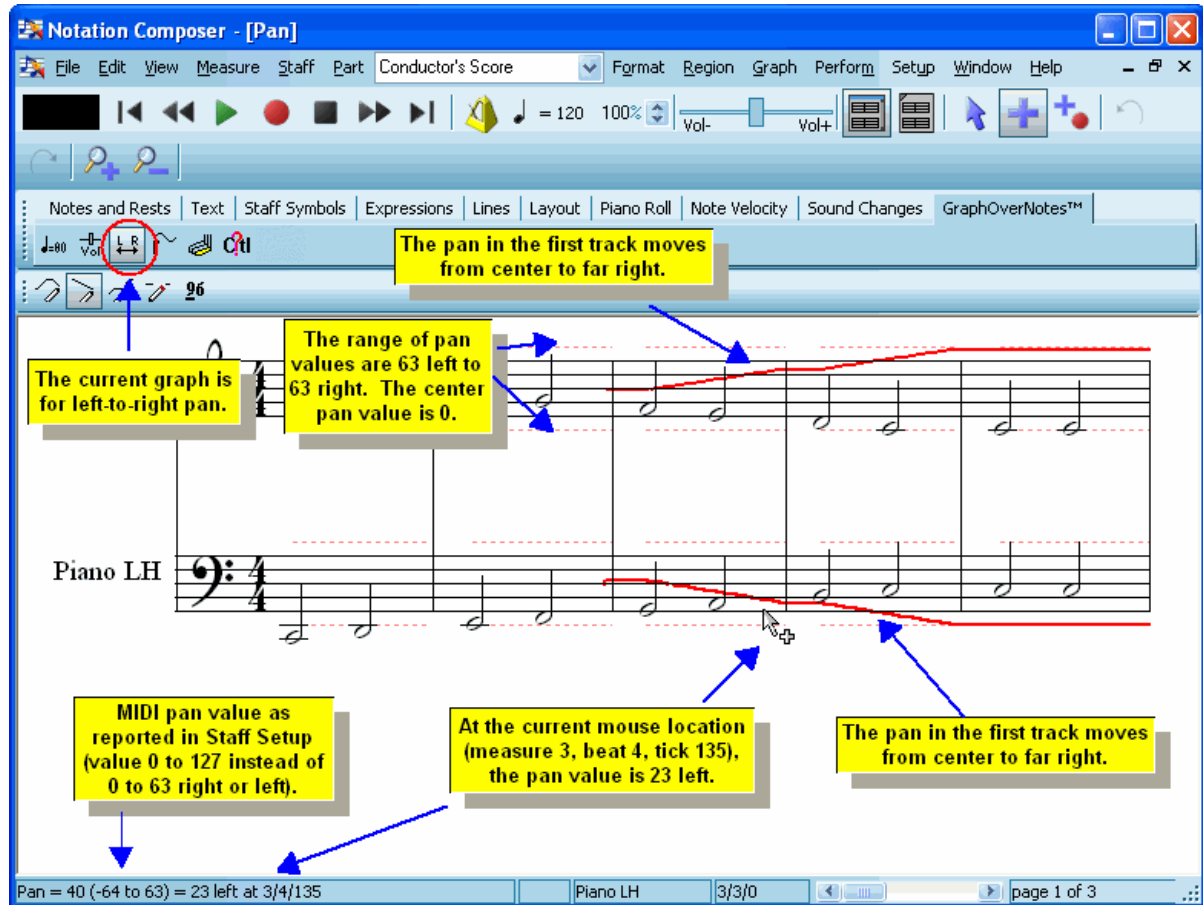 Notation Composer - [Pan]
File Edit View Measure Staff Part Conductor's Score Format Region Graph Perform Setup Window Help
= 120 100% Vol- Vol+
Notes and Rests Text Staff Symbols Expressions Lines Layout Piano Roll Note Velocity Sound Changes GraphOverNotes™
=80 Vol L R Ctl
96
The pan in the first track moves
from center to far right.
The range of pan
values are 63 left to
63 right. The center
pan value is 0.
The current graph is
for left-to-right pan.
4
4
Piano LH
4
4
MIDI pan value as
reported in Staff Setup
(value 0 to 127 instead of
0 to 63 right or left).
At the current mouse location
(measure 3, beat 4, tick 135),
the pan value is 23 left.
The pan in the first track moves
from center to far right.
Pan = 40 (-64 to 63) = 23 left at 3/4/135 Piano LH 3/3/0 page 1 of 3